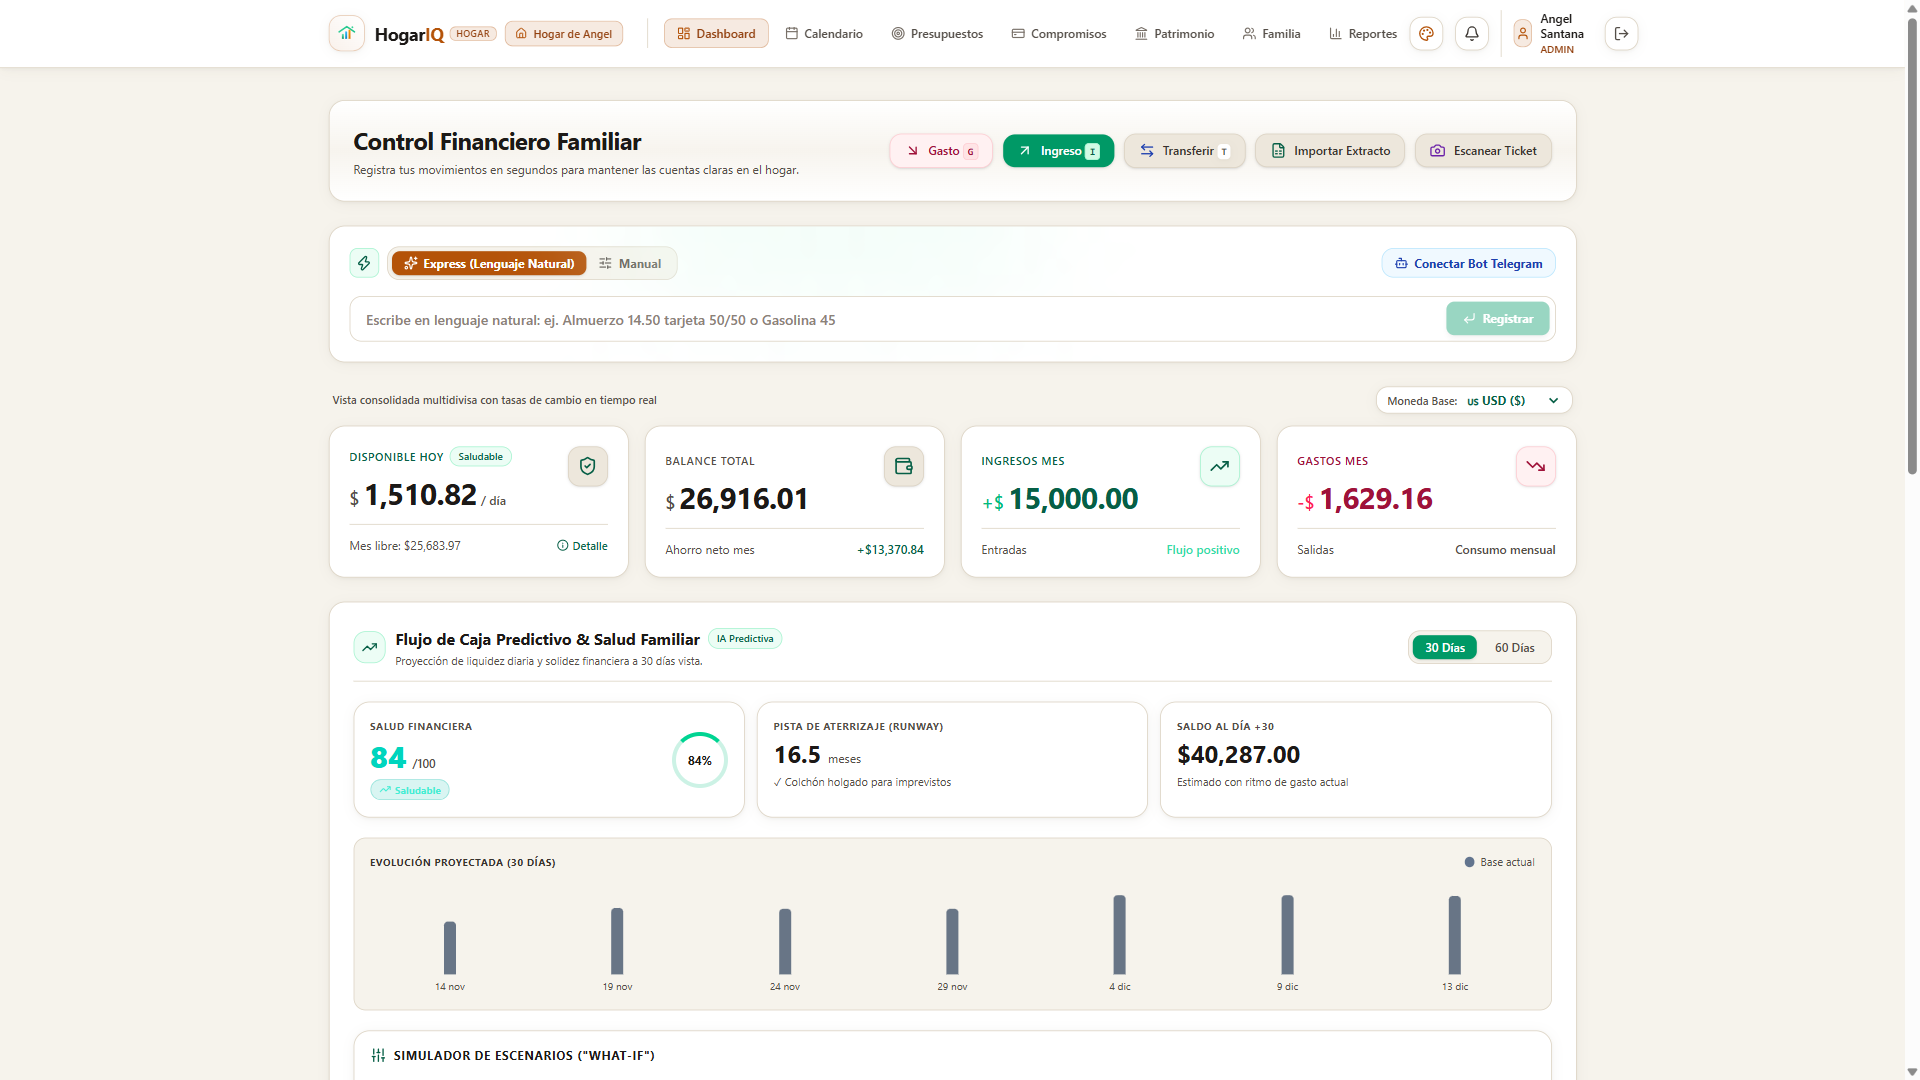 HogarIQ HOGAR Hogar de Angel Dashboard Calendario Presupuestos Compromisos Patrimonio Familia Reportes Angel Santana ADMIN
Control Financiero Familiar
Registra tus movimientos en segundos para mantener las cuentas claras en el hogar.
Gasto G Ingreso I Transferir T Importar Extracto Escanear Ticket
Express (Lenguaje Natural) Manual Conectar Bot Telegram
Escribe en lenguaje natural: ej. Almuerzo 14.50 tarjeta 50/50 o Gasolina 45 Registrar
Vista consolidada multidivisa con tasas de cambio en tiempo real Moneda Base: us USD ($)
DISPONIBLE HOY Saludable
$ 1,510.82 / día
Mes libre: $25,683.97 Detalle
BALANCE TOTAL
$ 26,916.01
Ahorro neto mes +$13,370.84
INGRESOS MES
+$ 15,000.00
Entradas Flujo positivo
GASTOS MES
-$ 1,629.16
Salidas Consumo mensual
Flujo de Caja Predictivo & Salud Familiar IA Predictiva
Proyección de liquidez diaria y solidez financiera a 30 días vista.
30 Días 60 Días
SALUD FINANCIERA
84 /100
Saludable
84%
PISTA DE ATERRIZAJE (RUNWAY)
16.5 meses
✓ Colchón holgado para imprevistos
SALDO AL DÍA +30
$40,287.00
Estimado con ritmo de gasto actual
EVOLUCIÓN PROYECTADA (30 DÍAS) Base actual
14 nov 19 nov 24 nov 29 nov 4 dic 9 dic 13 dic
SIMULADOR DE ESCENARIOS ("WHAT-IF")